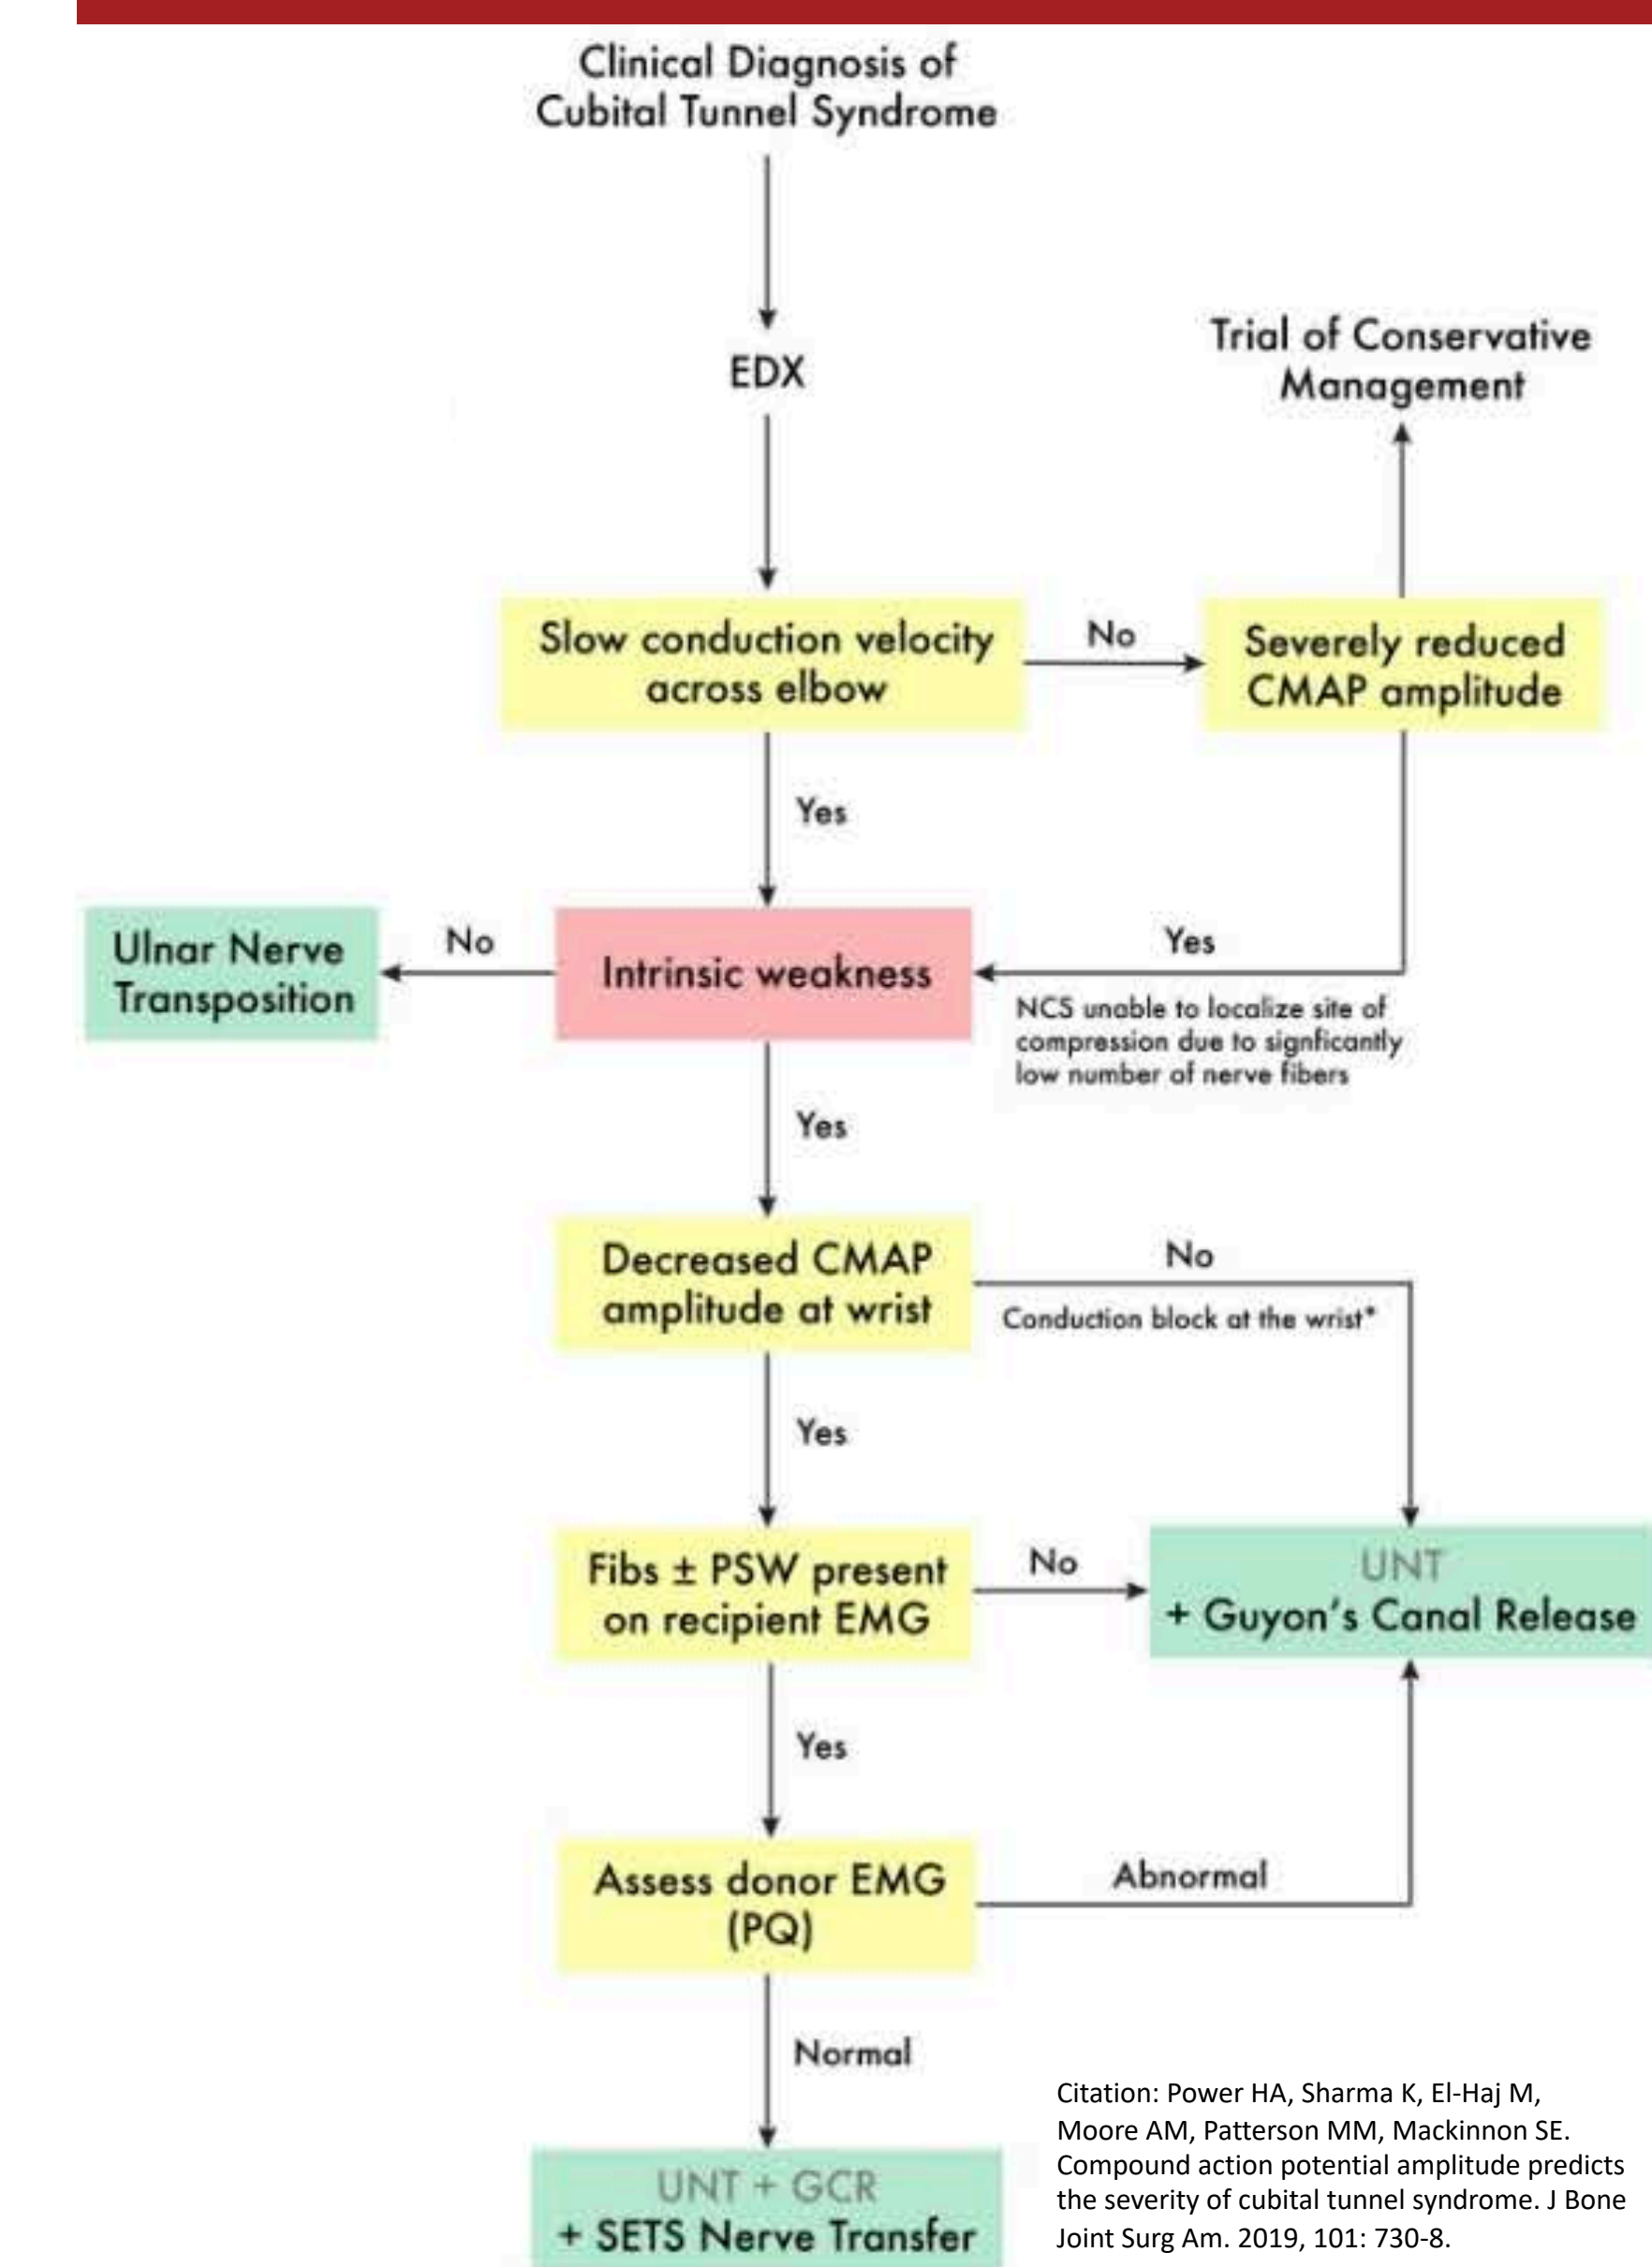 Clinical Diagnosis of
Cubital Tunnel Syndrome
EDX
Trial of Conservative
Management
Slow conduction velocity
across elbow
No
Severely reduced
CMAP amplitude
Yes
Ulnar Nerve
Transposition
No
Intrinsic weakness
Yes
NCS unable to localize site of
compression due to signficantly
low number of nerve fibers
Yes
Decreased CMAP
amplitude at wrist
No
Conduction block at the wrist*
Yes
Fibs ± PSW present
on recipient EMG
No
UNT
+ Guyon's Canal Release
Yes
Assess donor EMG
(PQ)
Abnormal
Normal
UNT + GCR
+ SETS Nerve Transfer
Citation: Power HA, Sharma K, El-Haj M,
Moore AM, Patterson MM, Mackinnon SE.
Compound action potential amplitude predicts
the severity of cubital tunnel syndrome. J Bone
Joint Surg Am. 2019, 101: 730-8.